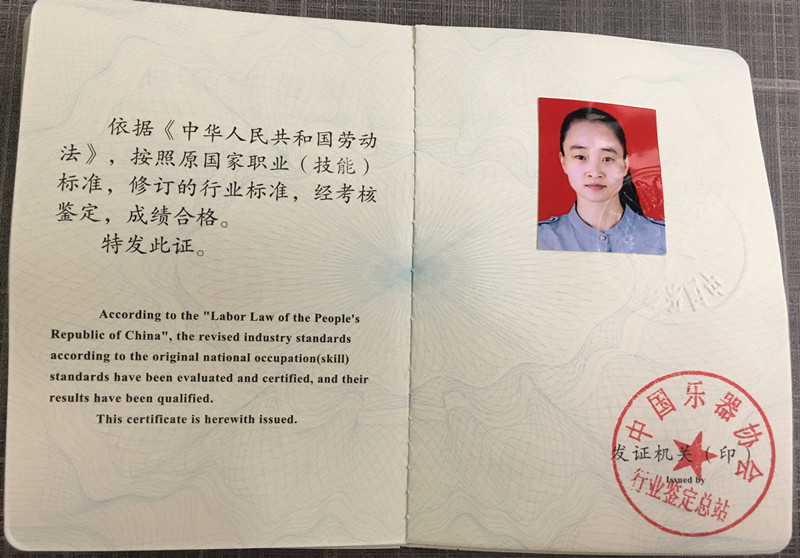 依据《中华人民共和国劳动
法》，按照原国家职业（技能）
标准，修订的行业标准，经考核
鉴定，成绩合格。
特发此证。
According to the "Labor Law of the People's
Republic of China", the revised industry standards
according to the original national occupation(skill)
standards have been evaluated and certified, and their
results have been qualified.
This certificate is herewith issued.
中国乐器协会
发证机关（印）
Issued by
行业鉴定总站